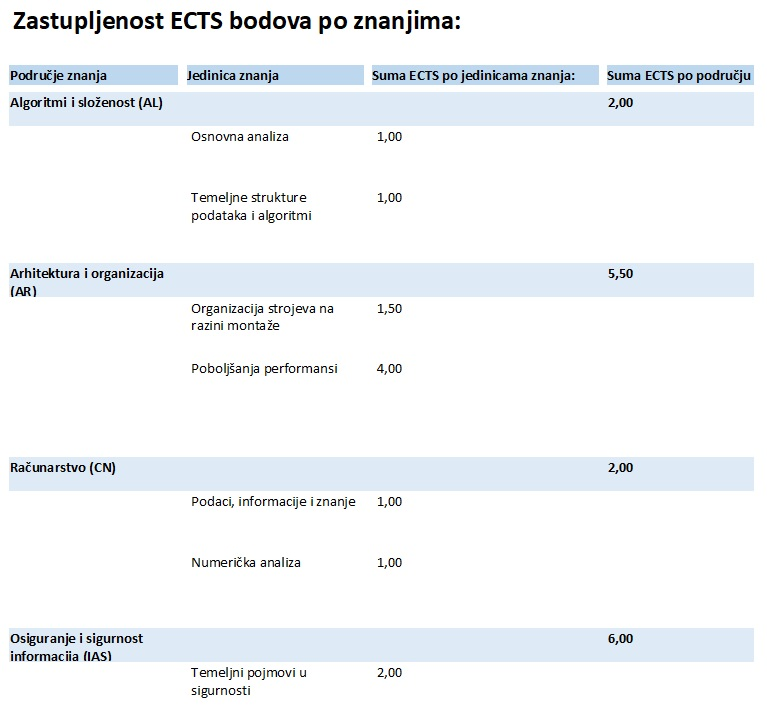 Zastupljenost ECTS bodova po znanjima:
Područje znanja Jedinica znanja Suma ECTS po jedinicama znanja: Suma ECTS po području
Algoritmi i složenost (AL) 2,00
Osnovna analiza 1,00
Temeljne strukture 1,00
podataka i algoritmi
Arhitektura i organizacija 5,50
(AR)
Organizacija strojeva na 1,50
razini montaže
Poboljšanja performansi 4,00
Računarstvo (CN) 2,00
Podaci, informacije i znanje 1,00
Numerička analiza 1,00
Osiguranje i sigurnost 6,00
informacija (IAS)
Temeljni pojmovi u 2,00
sigurnosti